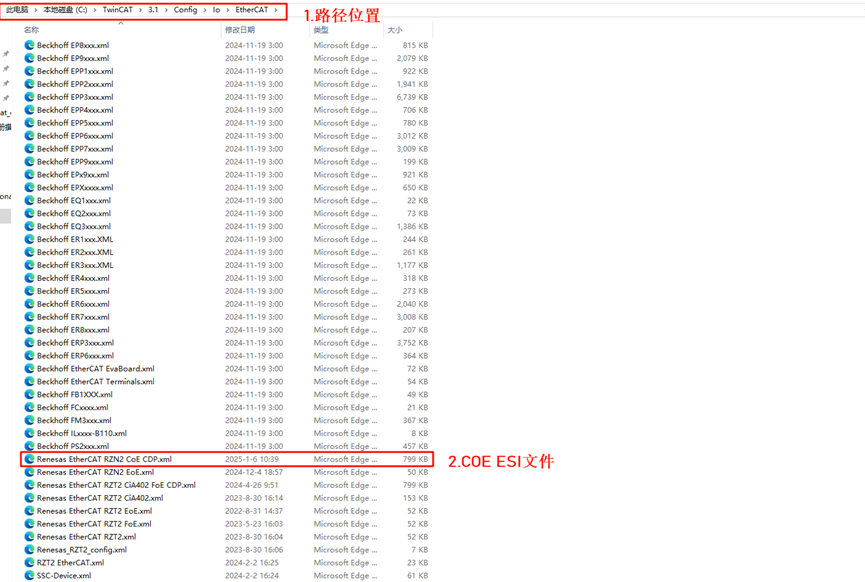 此电脑 › 本地磁盘 (C:) › TwinCAT › 3.1 › Config › Io › EtherCAT ›
1.路径位置
名称 修改日期 类型 大小
Beckhoff EP8xxx.xml 2024-11-19 3:00 Microsoft Edge ... 815 KB
Beckhoff EP9xxx.xml 2024-11-19 3:00 Microsoft Edge ... 2,079 KB
Beckhoff EPP1xxx.xml 2024-11-19 3:00 Microsoft Edge ... 922 KB
Beckhoff EPP2xxx.xml 2024-11-19 3:00 Microsoft Edge ... 1,941 KB
Beckhoff EPP3xxx.xml 2024-11-19 3:00 Microsoft Edge ... 6,739 KB
Beckhoff EPP4xxx.xml 2024-11-19 3:00 Microsoft Edge ... 706 KB
Beckhoff EPP5xxx.xml 2024-11-19 3:00 Microsoft Edge ... 780 KB
Beckhoff EPP6xxx.xml 2024-11-19 3:00 Microsoft Edge ... 3,012 KB
Beckhoff EPP7xxx.xml 2024-11-19 3:00 Microsoft Edge ... 3,009 KB
Beckhoff EPP9xxx.xml 2024-11-19 3:00 Microsoft Edge ... 199 KB
Beckhoff EPx9xx.xml 2024-11-19 3:00 Microsoft Edge ... 921 KB
Beckhoff EPXxxxx.xml 2024-11-19 3:00 Microsoft Edge ... 650 KB
Beckhoff EQ1xxx.xml 2024-11-19 3:00 Microsoft Edge ... 22 KB
Beckhoff EQ2xxx.xml 2024-11-19 3:00 Microsoft Edge ... 73 KB
Beckhoff EQ3xxx.xml 2024-11-19 3:00 Microsoft Edge ... 1,386 KB
Beckhoff ER1xxx.XML 2024-11-19 3:00 Microsoft Edge ... 244 KB
Beckhoff ER2xxx.XML 2024-11-19 3:00 Microsoft Edge ... 261 KB
Beckhoff ER3xxx.XML 2024-11-19 3:00 Microsoft Edge ... 1,177 KB
Beckhoff ER4xxx.xml 2024-11-19 3:00 Microsoft Edge ... 318 KB
Beckhoff ER5xxx.xml 2024-11-19 3:00 Microsoft Edge ... 273 KB
Beckhoff ER6xxx.xml 2024-11-19 3:00 Microsoft Edge ... 2,040 KB
Beckhoff ER7xxx.xml 2024-11-19 3:00 Microsoft Edge ... 3,008 KB
Beckhoff ER8xxx.xml 2024-11-19 3:00 Microsoft Edge ... 207 KB
Beckhoff ERP3xxx.xml 2024-11-19 3:00 Microsoft Edge ... 3,752 KB
Beckhoff ERP6xxx.xml 2024-11-19 3:00 Microsoft Edge ... 364 KB
Beckhoff EtherCAT EvaBoard.xml 2024-11-19 3:00 Microsoft Edge ... 72 KB
Beckhoff EtherCAT Terminals.xml 2024-11-19 3:00 Microsoft Edge ... 54 KB
Beckhoff FB1XXX.xml 2024-11-19 3:00 Microsoft Edge ... 49 KB
Beckhoff FCxxxx.xml 2024-11-19 3:00 Microsoft Edge ... 21 KB
Beckhoff FM3xxx.xml 2024-11-19 3:00 Microsoft Edge ... 367 KB
Beckhoff ILxxxx-B110.xml 2024-11-19 3:00 Microsoft Edge ... 8 KB
Beckhoff PS2xxx.xml 2024-11-19 3:00 Microsoft Edge ... 457 KB
Renesas EtherCAT RZN2 CoE CDP.xml 2025-1-6 10:39 Microsoft Edge ... 799 KB
2.COE ESI文件
Renesas EtherCAT RZN2 EoE.xml 2024-12-4 18:57 Microsoft Edge ... 50 KB
Renesas EtherCAT RZT2 CiA402 FoE CDP.xml 2024-4-26 9:51 Microsoft Edge ... 799 KB
Renesas EtherCAT RZT2 CiA402.xml 2023-8-30 16:14 Microsoft Edge ... 153 KB
Renesas EtherCAT RZT2 EoE.xml 2022-8-31 14:37 Microsoft Edge ... 52 KB
Renesas EtherCAT RZT2 FoE.xml 2023-5-23 16:03 Microsoft Edge ... 52 KB
Renesas EtherCAT RZT2.xml 2023-8-30 16:04 Microsoft Edge ... 52 KB
Renesas_RZT2_config.xml 2023-8-30 16:06 Microsoft Edge ... 7 KB
RZT2 EtherCAT.xml 2024-2-2 16:25 Microsoft Edge ... 23 KB
SSC-Device.xml 2024-2-2 16:24 Microsoft Edge ... 61 KB